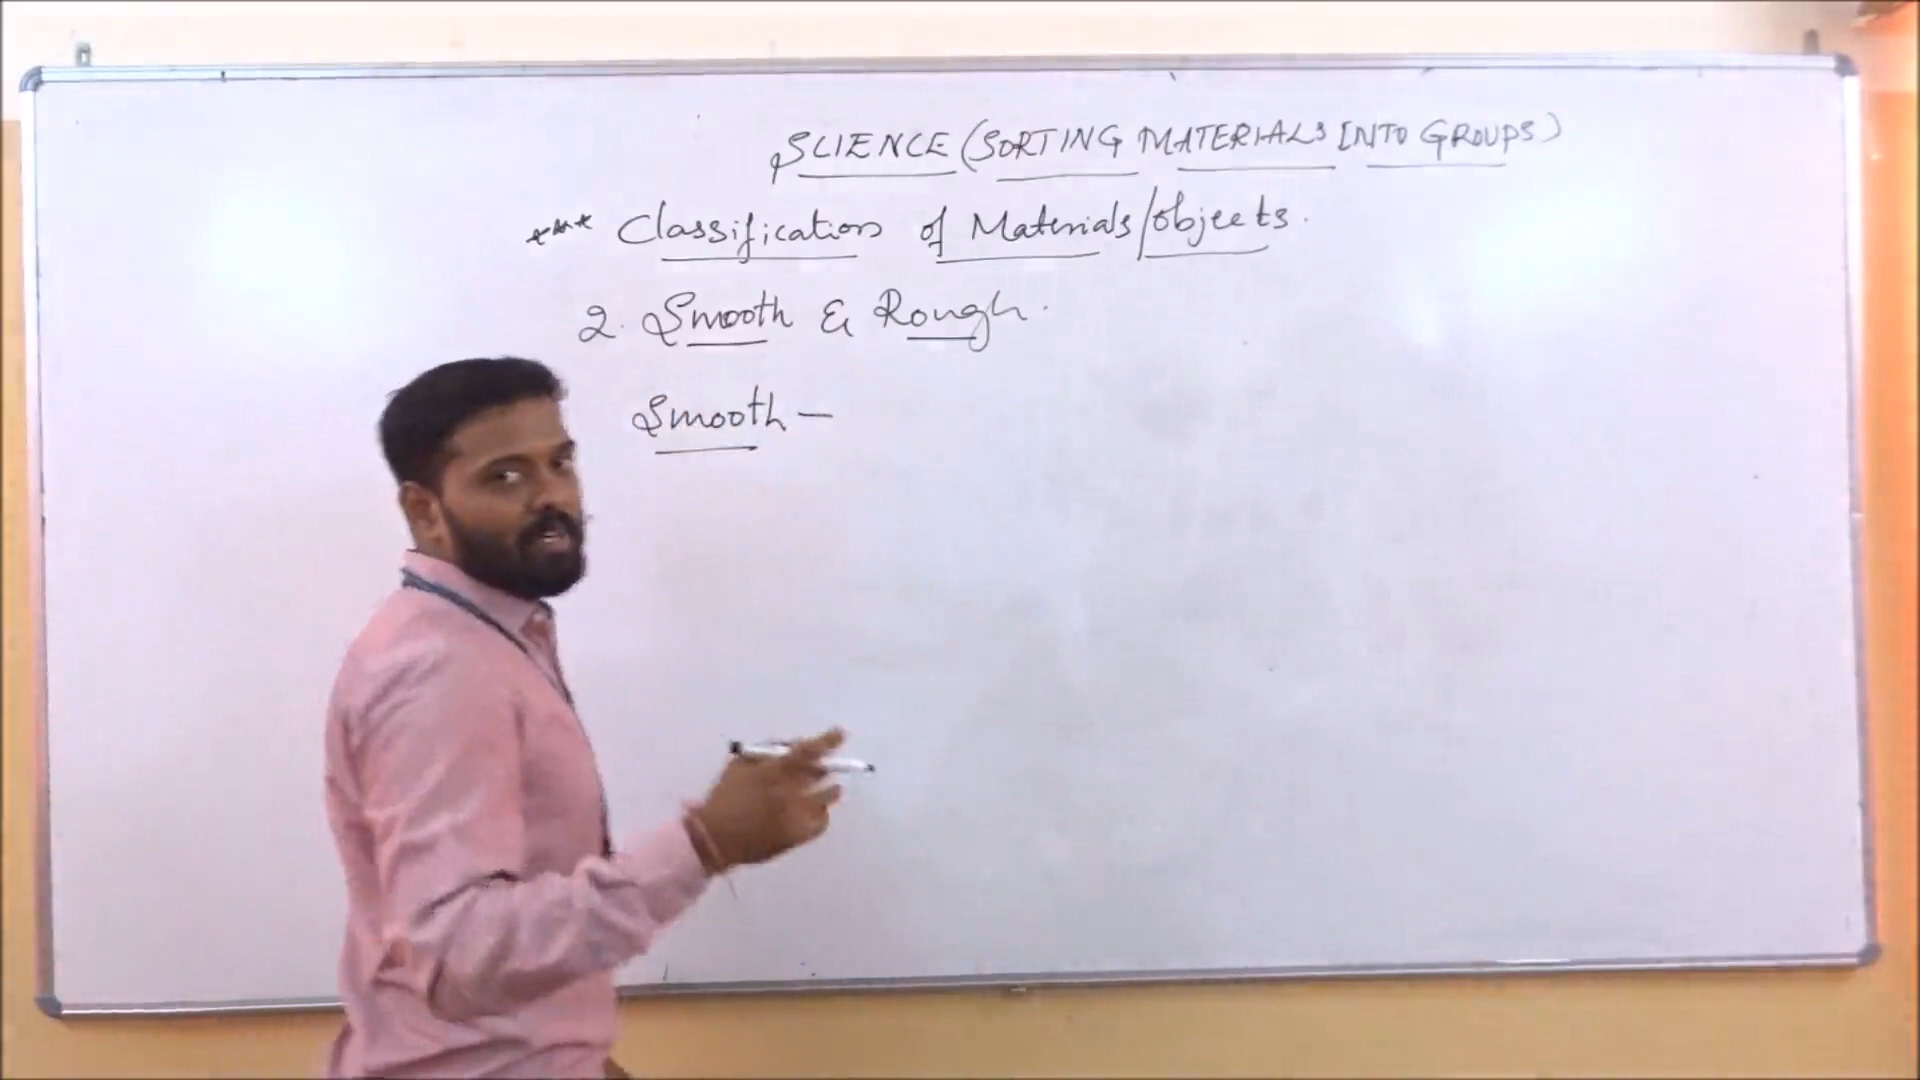 SCIENCE (SORTING MATERIALS INTO GROUPS)
*** Classification of Materials/objects.
2. Smooth & Rough.
Smooth —